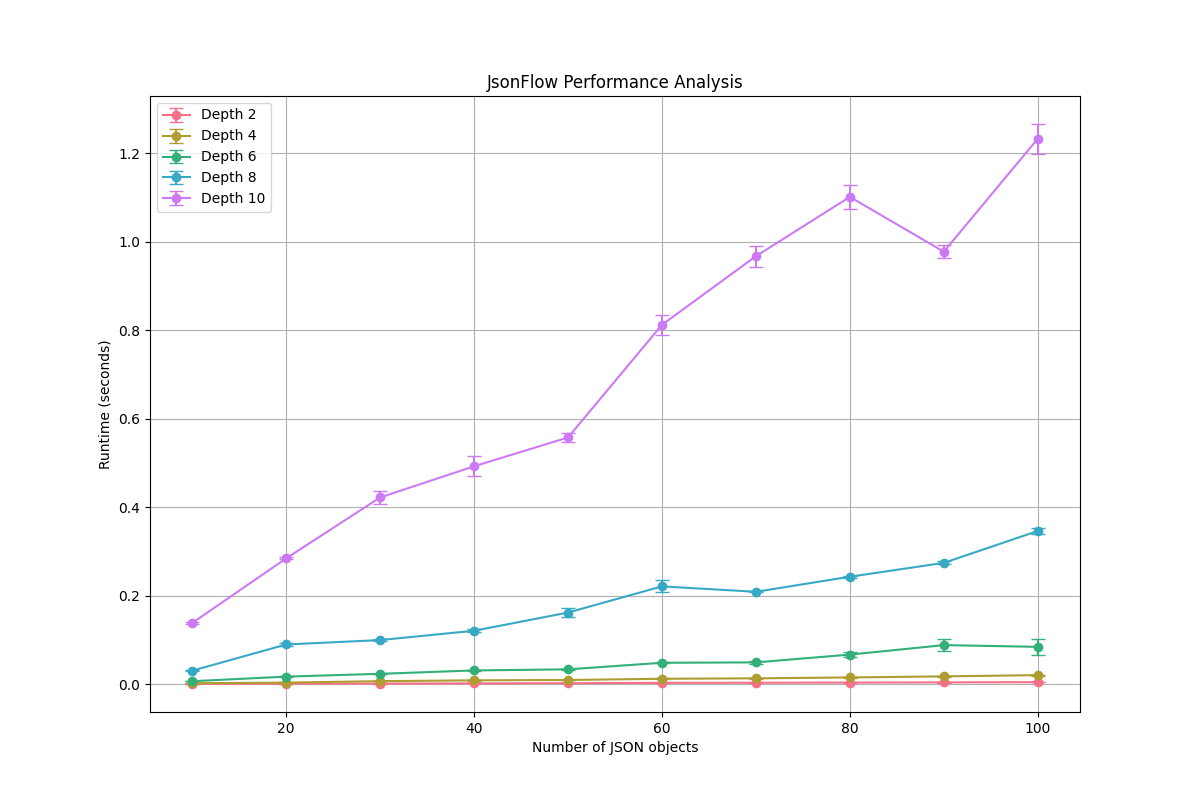 JsonFlow Performance Analysis
Depth 2
Depth 4
Depth 6
Depth 8
Depth 10
Runtime (seconds)
1.2
1.0
0.8
0.6
0.4
0.2
0.0
20 40 60 80 100
Number of JSON objects